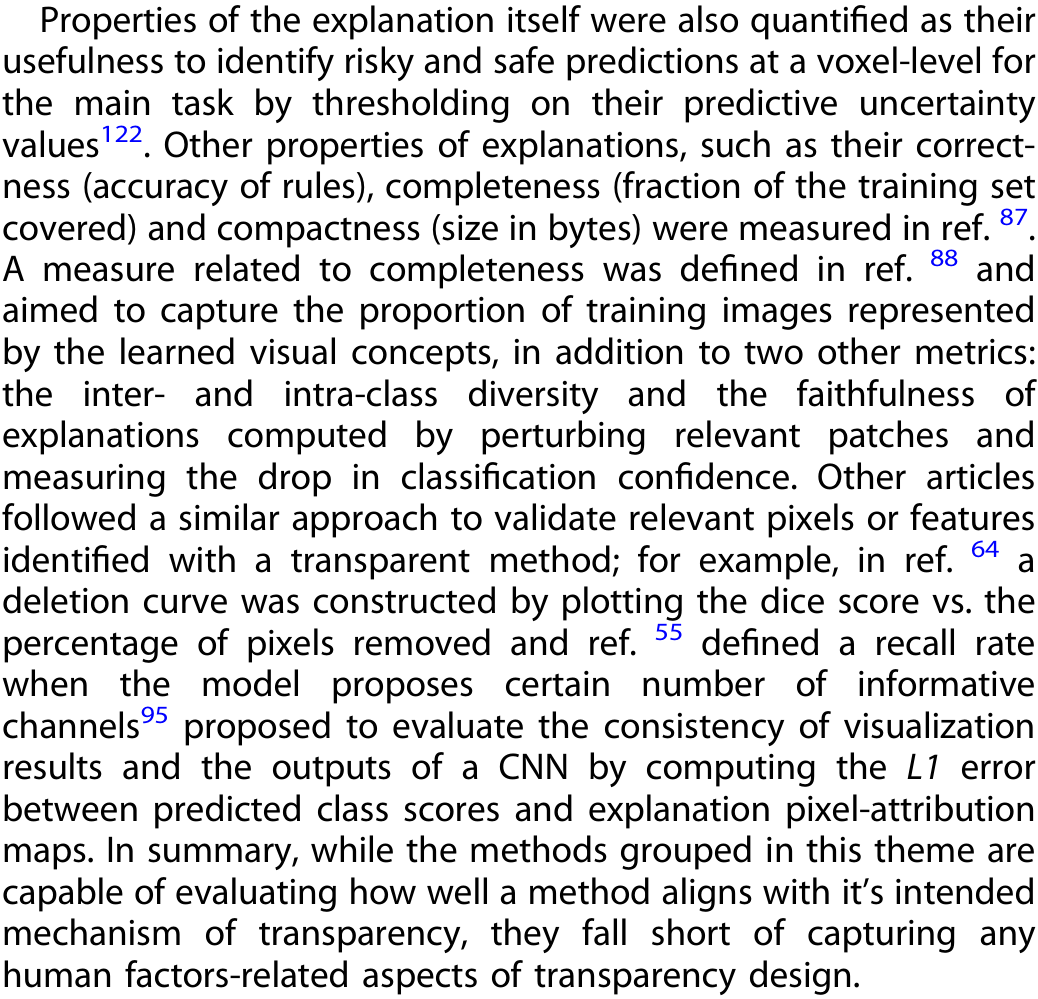 Properties of the explanation itself were also quantified as their
usefulness to identify risky and safe predictions at a voxel-level for
the main task by thresholding on their predictive uncertainty
values122. Other properties of explanations, such as their correct-
ness (accuracy of rules), completeness (fraction of the training set
covered) and compactness (size in bytes) were measured in ref. 87.
A measure related to completeness was defined in ref. 88 and
aimed to capture the proportion of training images represented
by the learned visual concepts, in addition to two other metrics:
the inter- and intra-class diversity and the faithfulness of
explanations computed by perturbing relevant patches and
measuring the drop in classification confidence. Other articles
followed a similar approach to validate relevant pixels or features
identified with a transparent method; for example, in ref. 64 a
deletion curve was constructed by plotting the dice score vs. the
percentage of pixels removed and ref. 55 defined a recall rate
when the model proposes certain number of informative
channels95 proposed to evaluate the consistency of visualization
results and the outputs of a CNN by computing the L1 error
between predicted class scores and explanation pixel-attribution
maps. In summary, while the methods grouped in this theme are
capable of evaluating how well a method aligns with it’s intended
mechanism of transparency, they fall short of capturing any
human factors-related aspects of transparency design.